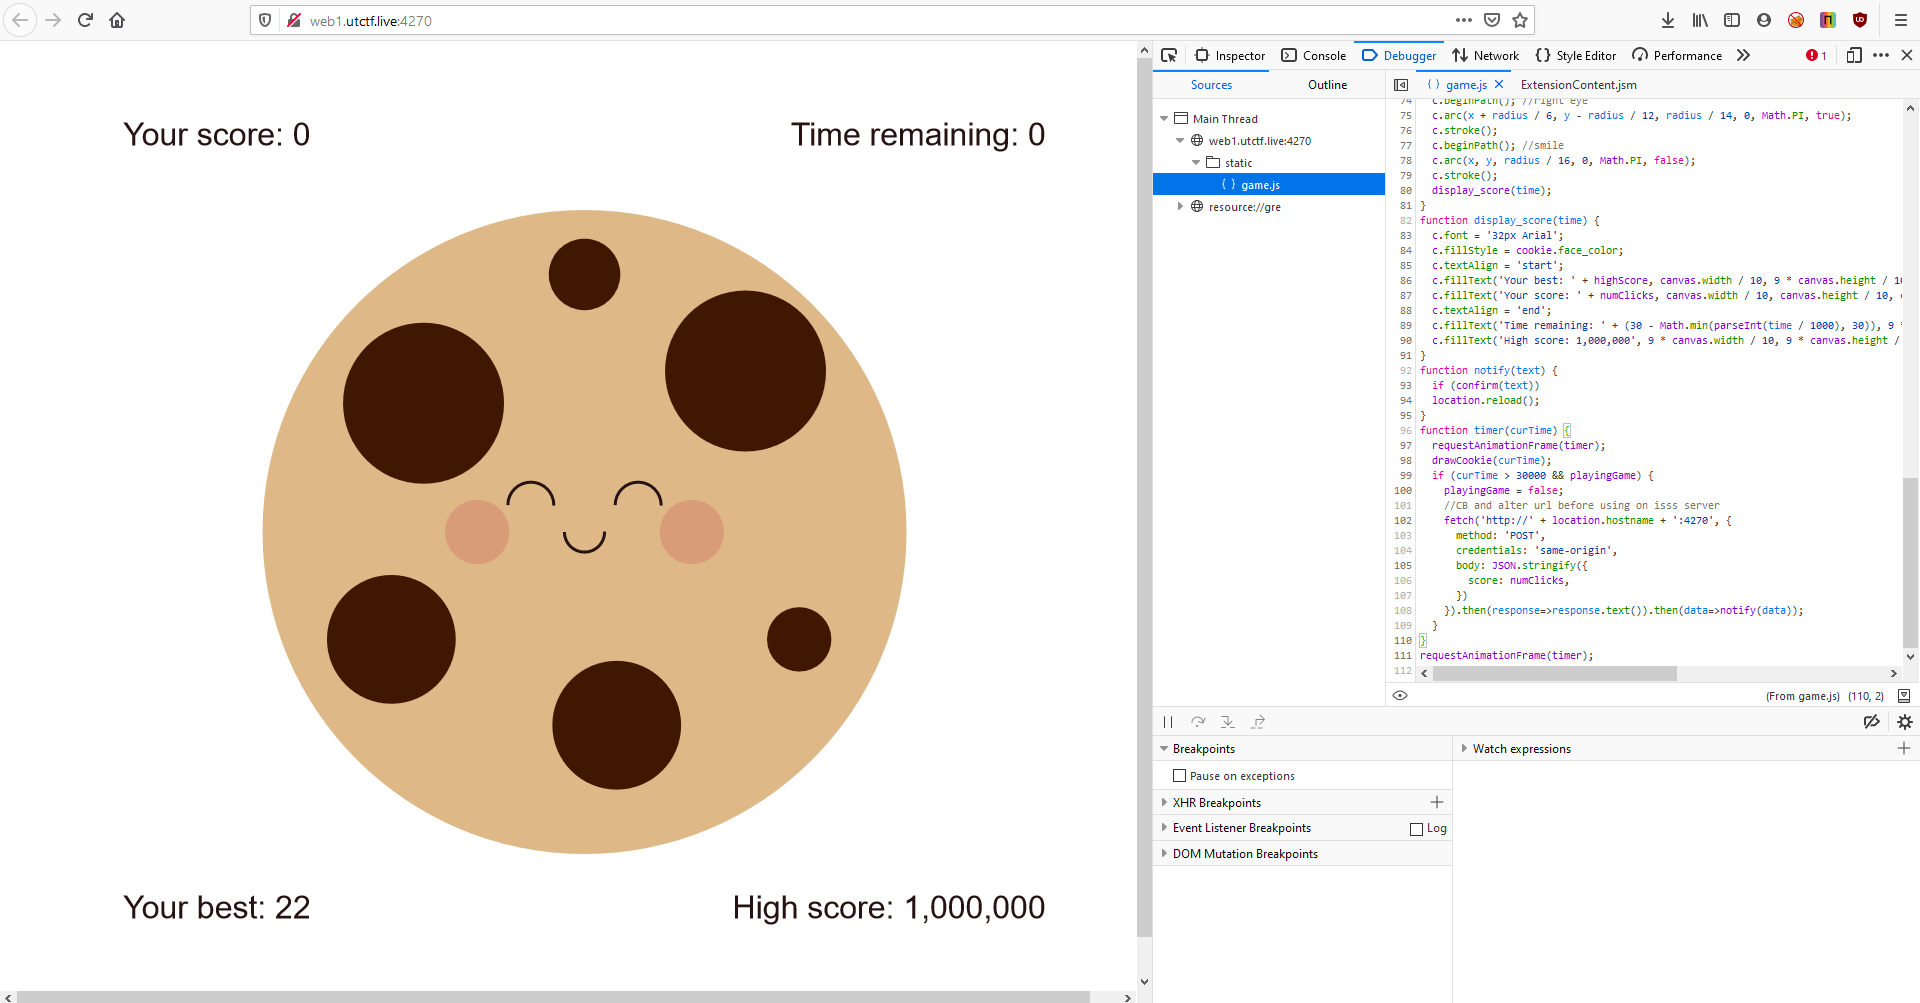 web1.utctf.live:4270
Your score: 0
Time remaining: 0
Your best: 22
High score: 1,000,000
Inspector
Console
Debugger
Network
Style Editor
Performance
1
Sources
Outline
game.js
ExtensionContent.jsm
Main Thread
web1.utctf.live:4270
static
game.js
resource://gre
74 c.beginPath(); //right eye
75 c.arc(x + radius / 6, y - radius / 12, radius / 14, 0, Math.PI, true);
76 c.stroke();
77 c.beginPath(); //smile
78 c.arc(x, y, radius / 16, 0, Math.PI, false);
79 c.stroke();
80 display_score(time);
81 }
82 function display_score(time) {
83 c.font = '32px Arial';
84 c.fillStyle = cookie.face_color;
85 c.textAlign = 'start';
86 c.fillText('Your best: ' + highScore, canvas.width / 10, 9 * canvas.height / 10
87 c.fillText('Your score: ' + numClicks, canvas.width / 10, canvas.height / 10,
88 c.textAlign = 'end';
89 c.fillText('Time remaining: ' + (30 - Math.min(parseInt(time / 1000), 30)), 9 *
90 c.fillText('High score: 1,000,000', 9 * canvas.width / 10, 9 * canvas.height /
91 }
92 function notify(text) {
93 if (confirm(text))
94 location.reload();
95 }
96 function timer(curTime) {
97 requestAnimationFrame(timer);
98 drawCookie(curTime);
99 if (curTime > 30000 && playingGame) {
100 playingGame = false;
101 //CB and alter url before using on isss server
102 fetch('http://' + location.hostname + ':4270', {
103 method: 'POST',
104 credentials: 'same-origin',
105 body: JSON.stringify({
106 score: numClicks,
107 })
108 }).then(response=>response.text()).then(data=>notify(data));
109 }
110 }
111 requestAnimationFrame(timer);
112
(From game.js) (110, 2)
Breakpoints
Pause on exceptions
XHR Breakpoints
Event Listener Breakpoints
Log
DOM Mutation Breakpoints
Watch expressions